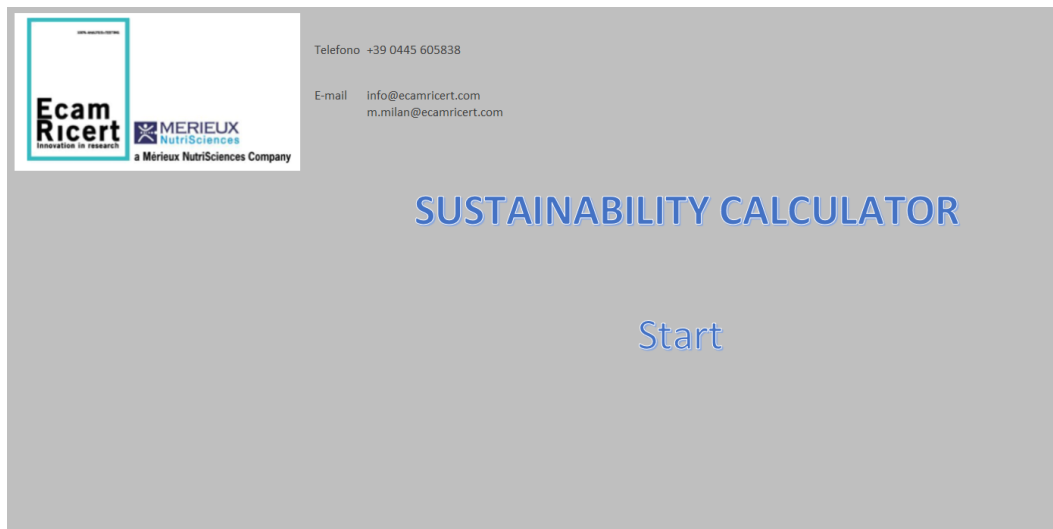 Ecam
Ricert
Innovation in research
MERIEUX
NutriSciences
a Mérieux NutriSciences Company
Telefono +39 0445 605838
E-mail info@ecamricert.com
m.milan@ecamricert.com
SUSTAINABILITY CALCULATOR
Start